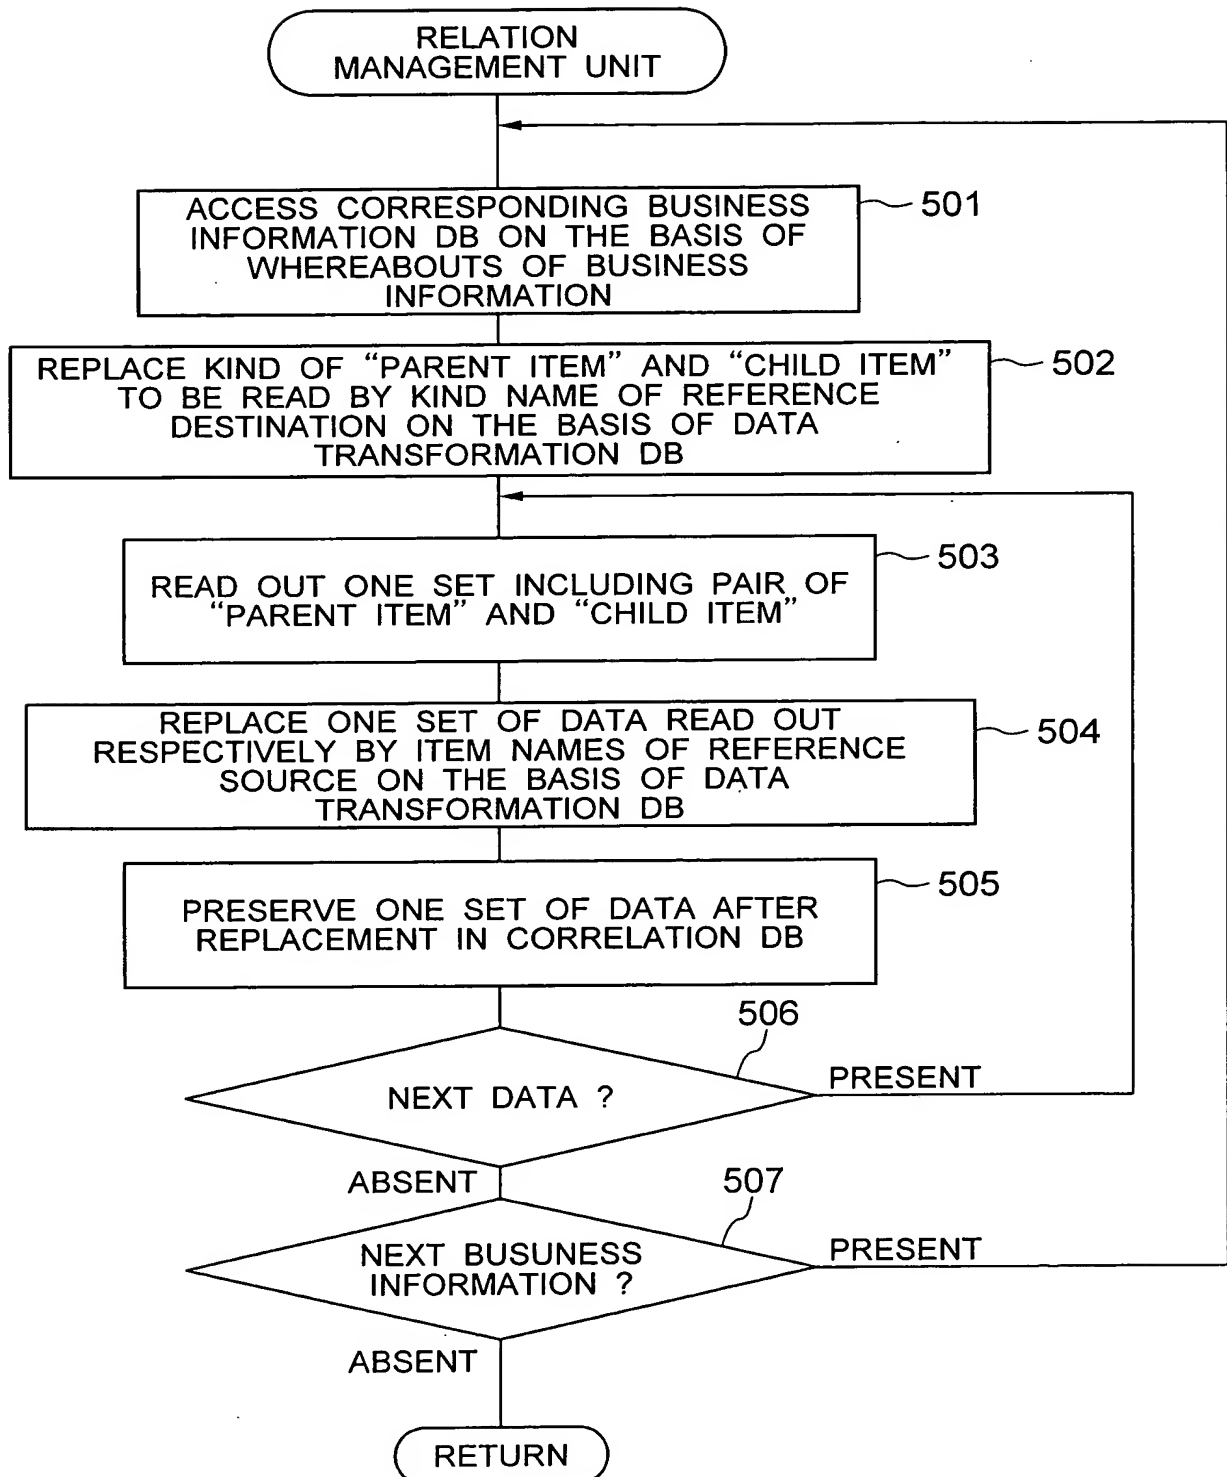 RELATION
MANAGEMENT UNIT
ACCESS CORRESPONDING BUSINESS
INFORMATION DB ON THE BASIS OF
WHEREABOUTS OF BUSINESS
INFORMATION
501
REPLACE KIND OF “PARENT ITEM” AND “CHILD ITEM”
TO BE READ BY KIND NAME OF REFERENCE
DESTINATION ON THE BASIS OF DATA
TRANSFORMATION DB
502
READ OUT ONE SET INCLUDING PAIR OF
“PARENT ITEM” AND “CHILD ITEM”
503
REPLACE ONE SET OF DATA READ OUT
RESPECTIVELY BY ITEM NAMES OF REFERENCE
SOURCE ON THE BASIS OF DATA
TRANSFORMATION DB
504
PRESERVE ONE SET OF DATA AFTER
REPLACEMENT IN CORRELATION DB
505
506
NEXT DATA ?
PRESENT
ABSENT
507
NEXT BUSUNESS
INFORMATION ?
PRESENT
ABSENT
RETURN